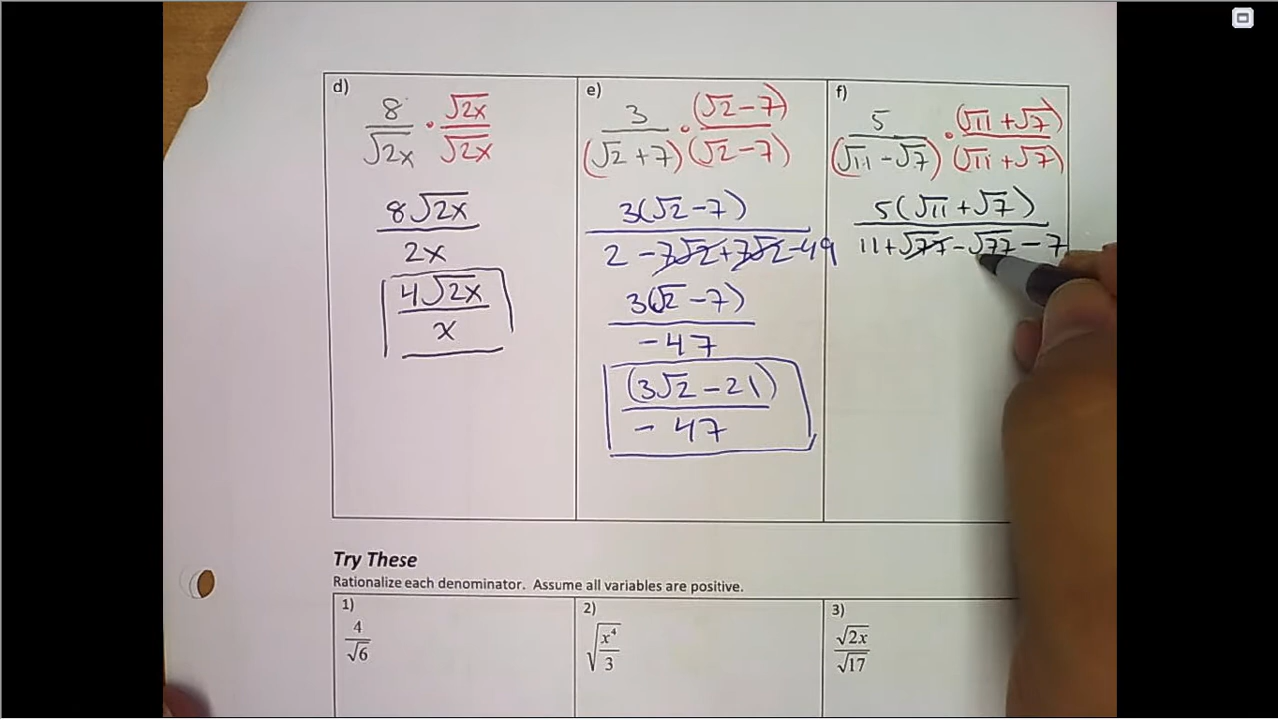 d)
8/√2x · √2x/√2x
8√2x/2x
4√2x/x
e)
3/(√2 + 7) · (√2 - 7)/(√2 - 7)
3(√2 - 7)/2 - 7√2 + 7√2 - 49
3(√2 - 7)/-47
(3√2 - 21)/-47
f)
5/(√11 - √7) · (√11 + √7)/(√11 + √7)
5(√11 + √7)/11 + √77 - √77 - 7
Try These
Rationalize each denominator. Assume all variables are positive.
1)
4/√6
2)
√(x⁴/3)
3)
√2x/√17